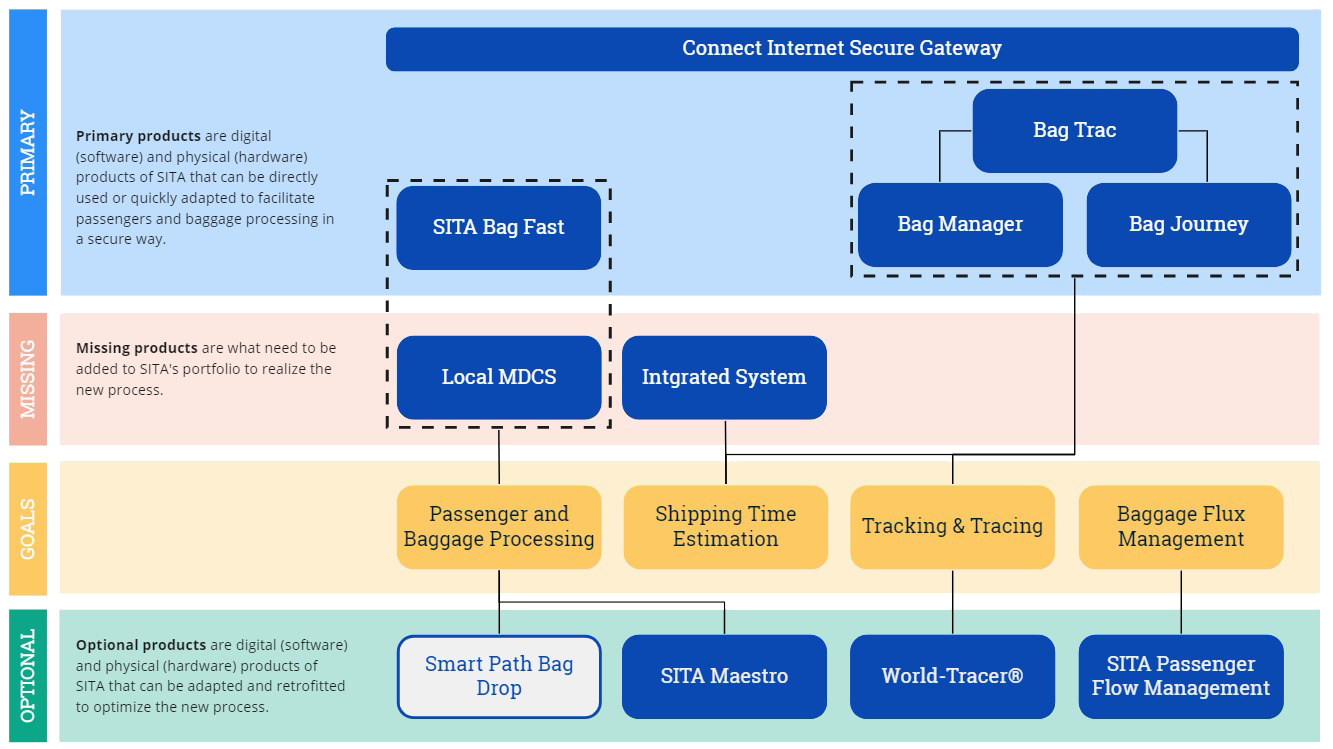 Connect Internet Secure Gateway
PRIMARY
Primary products are digital
(software) and physical (hardware)
products of SITA that can be directly
used or quickly adapted to facilitate
passengers and baggage processing in
a secure way.
Bag Trac
SITA Bag Fast
Bag Manager
Bag Journey
MISSING
Missing products are what need to be
added to SITA's portfolio to realize the
new process.
Local MDCS
Intgrated System
GOALS
Passenger and
Baggage Processing
Shipping Time
Estimation
Tracking & Tracing
Baggage Flux
Management
OPTIONAL
Optional products are digital (software)
and physical (hardware) products of
SITA that can be adapted and retrofitted
to optimize the new process.
Smart Path Bag
Drop
SITA Maestro
World-Tracer®
SITA Passenger
Flow Management